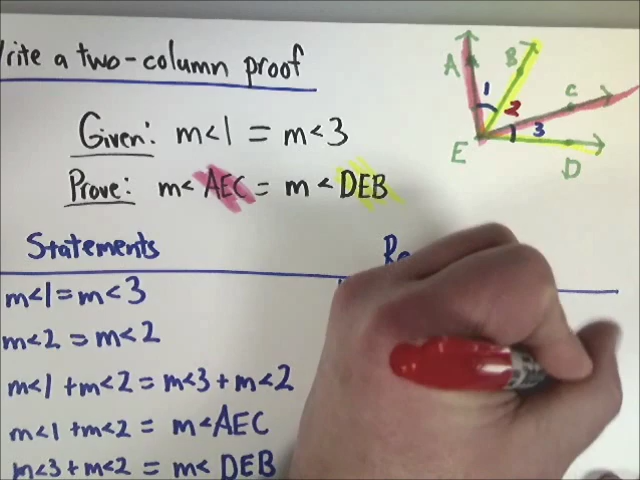 Write a two-column proof
Given: m<1 = m<3
Prove: m< AEC = m < DEB
A
B
C
D
E
1
2
3
Statements
m<1 = m<3
m<2 = m<2
m<1 + m<2 = m<3 + m<2
m<1 + m<2 = m<AEC
m<3 + m<2 = m< DEB